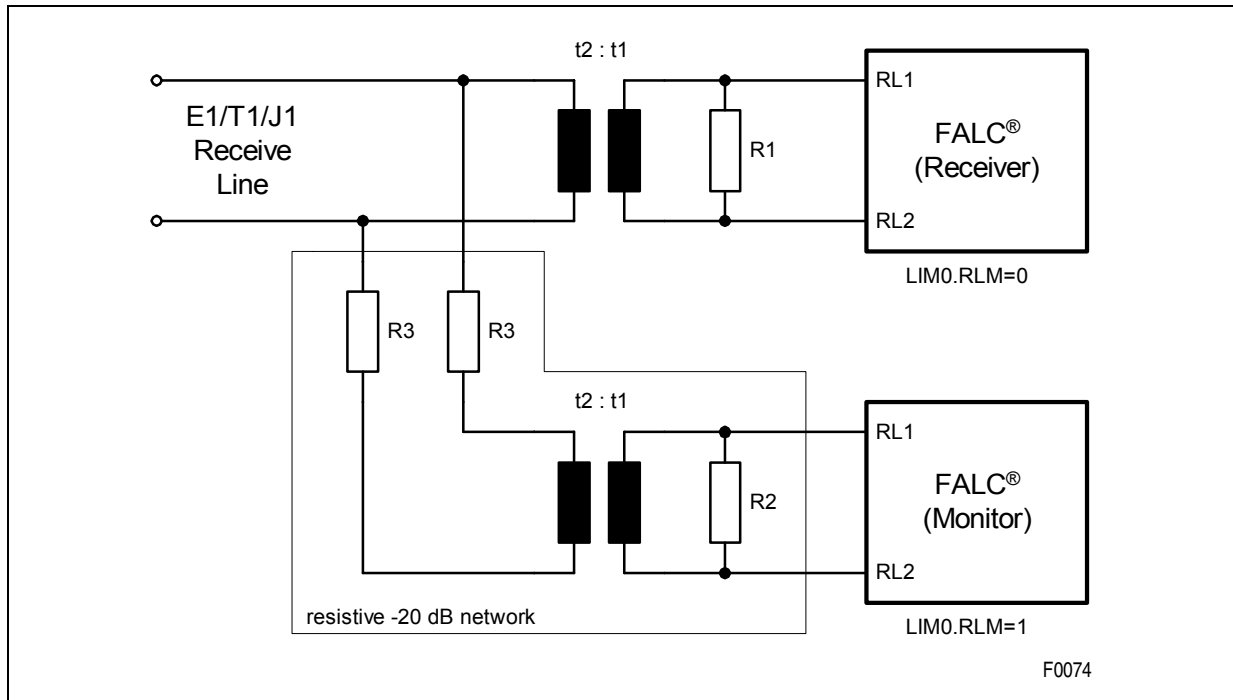 t2 : t1
E1/T1/J1
Receive
Line
R1
RL1
FALC®
(Receiver)
RL2
LIM0.RLM=0
R3
R3
t2 : t1
R2
RL1
FALC®
(Monitor)
RL2
resistive -20 dB network
LIM0.RLM=1
F0074